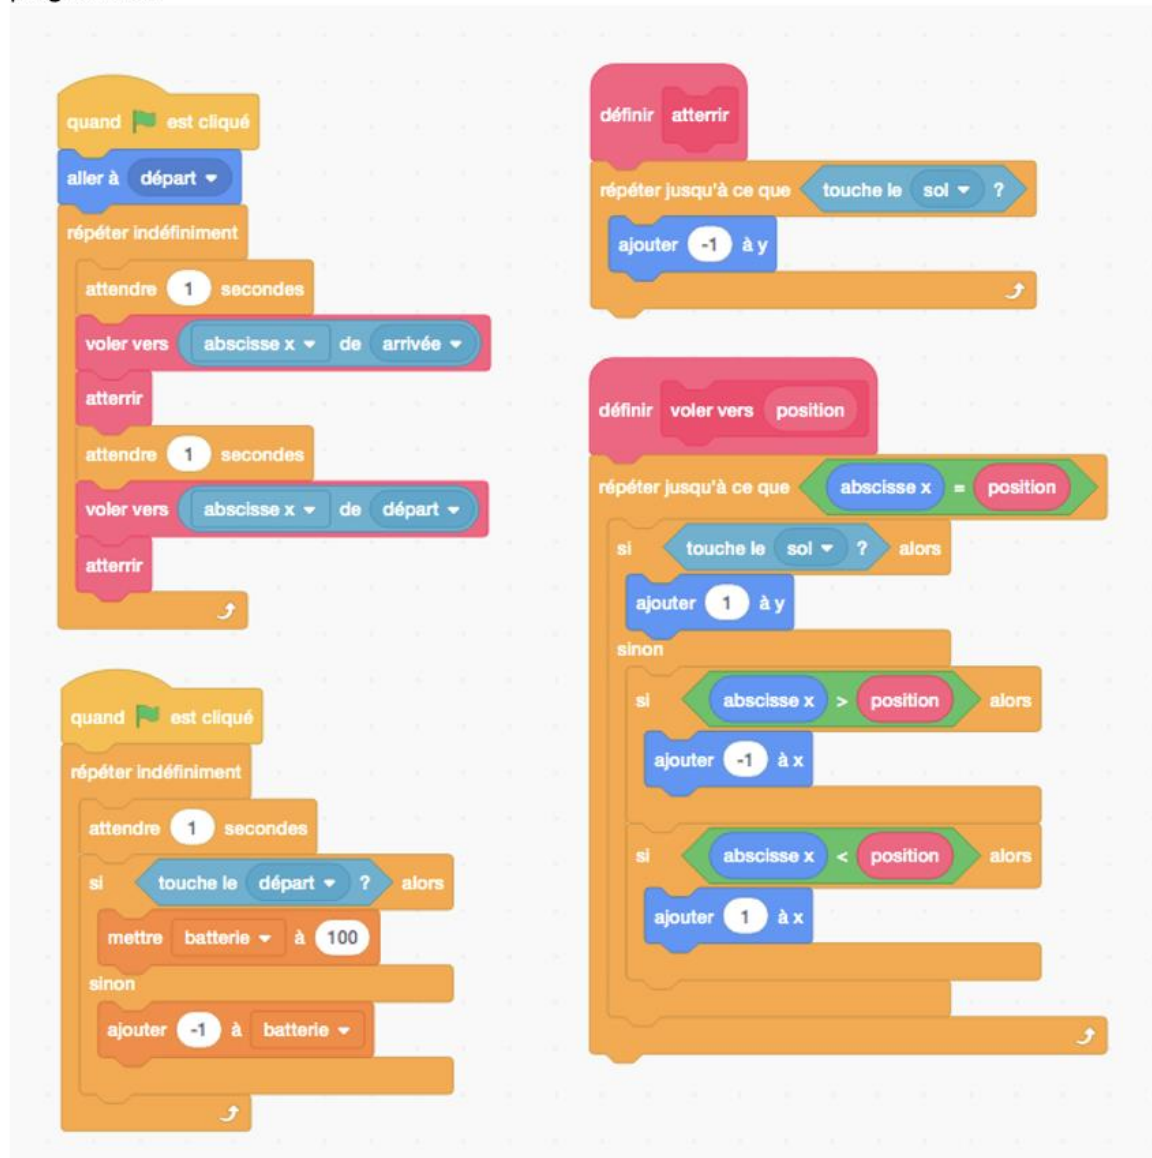 quand est cliqué
aller à départ
répéter indéfiniment
attendre 1 secondes
voler vers abscisse x de arrivée
atterrir
attendre 1 secondes
voler vers abscisse x de départ
atterrir
quand est cliqué
répéter indéfiniment
attendre 1 secondes
si touche le départ ? alors
mettre batterie à 100
sinon
ajouter -1 à batterie
définir atterrir
répéter jusqu'à ce que touche le sol ?
ajouter -1 à y
définir voler vers position
répéter jusqu'à ce que abscisse x = position
si touche le sol ? alors
ajouter 1 à y
sinon
si abscisse x > position alors
ajouter -1 à x
si abscisse x < position alors
ajouter 1 à x